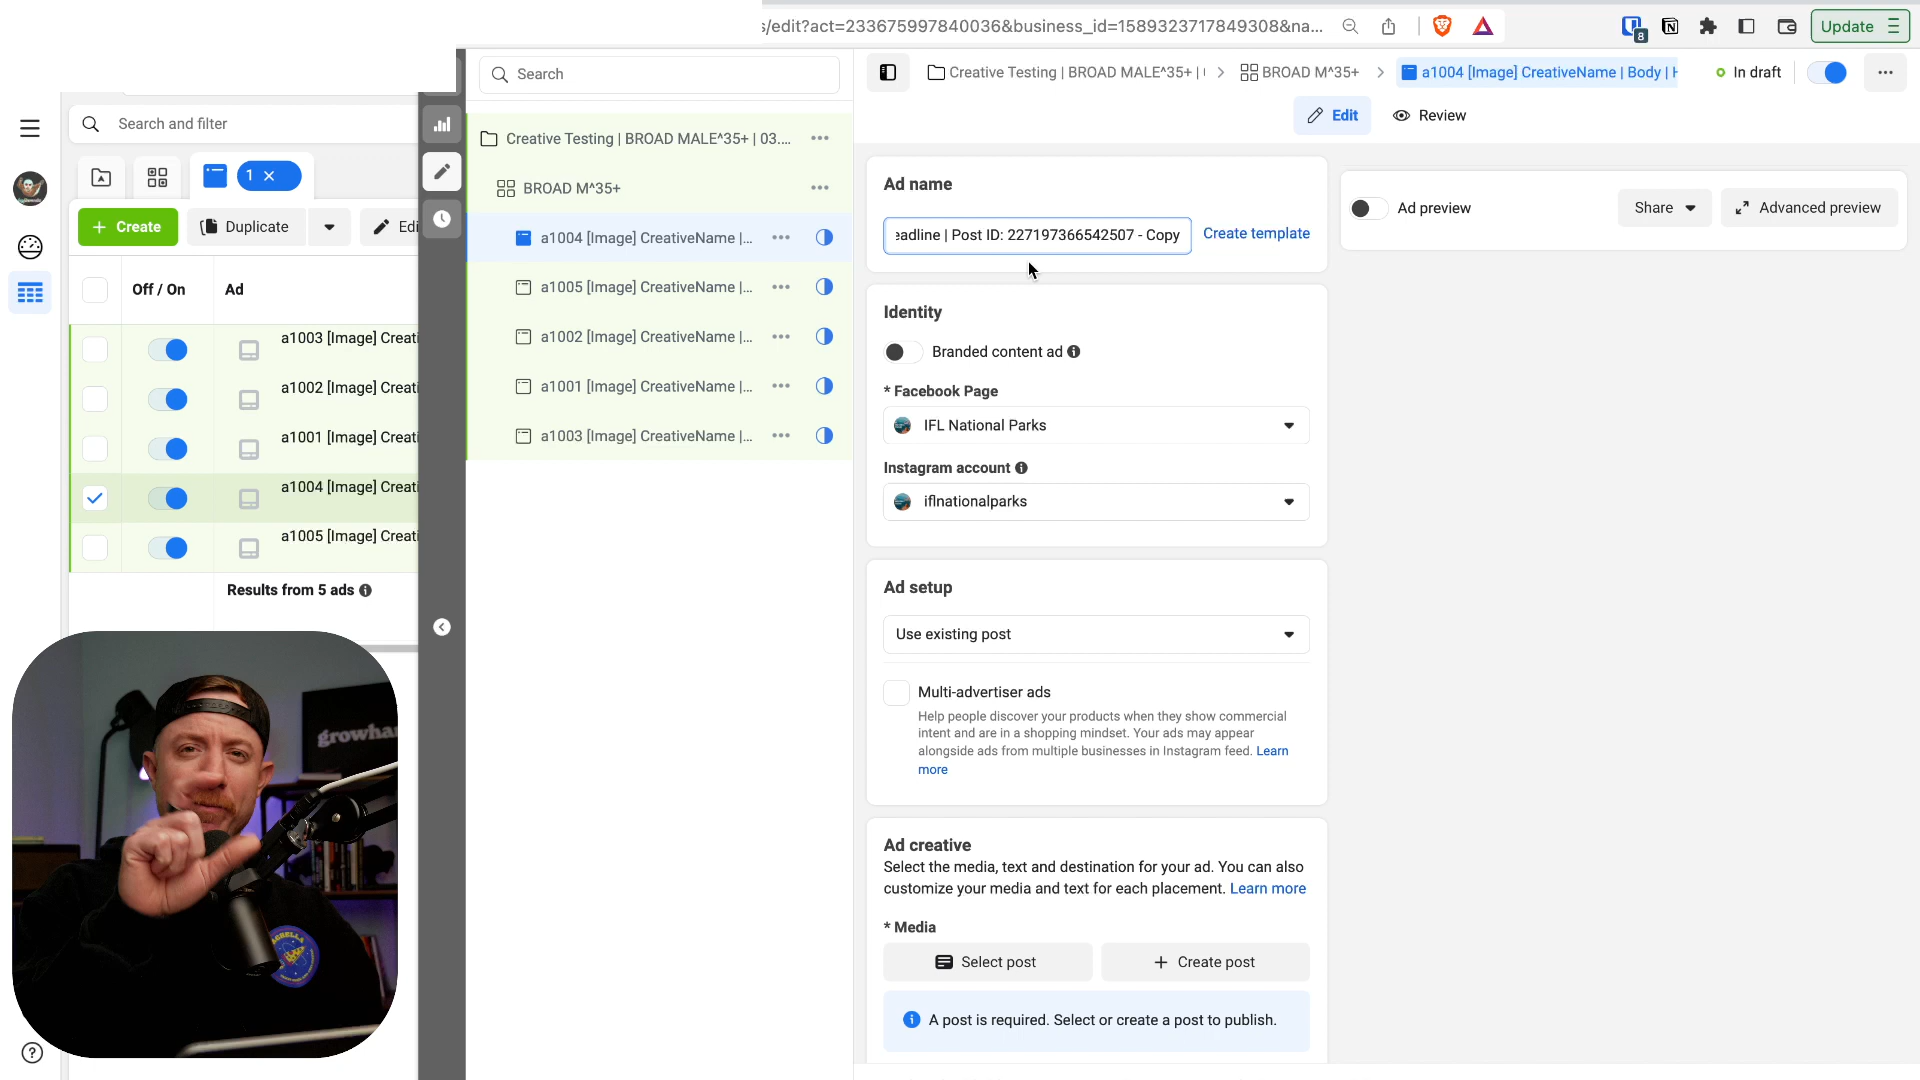 s/edit?act=233675997840036&business_id=1589323717849308&na...
8
Update
Search and filter
1
Create
Duplicate
Edi
Off / On
Ad
a1003 [Image] Creati
a1002 [Image] Creati
a1001 [Image] Creati
a1004 [Image] Creati
a1005 [Image] Creati
Results from 5 ads
growha
Search
Creative Testing | BROAD MALE^35+ | 03....
BROAD M^35+
a1004 [Image] CreativeName |...
a1005 [Image] CreativeName |...
a1002 [Image] CreativeName |...
a1001 [Image] CreativeName |...
a1003 [Image] CreativeName |...
Creative Testing | BROAD MALE^35+ |
BROAD M^35+
a1004 [Image] CreativeName | Body | H
In draft
Edit
Review
Ad name
eadline | Post ID: 227197366542507 - Copy
Create template
Identity
Branded content ad
* Facebook Page
IFL National Parks
Instagram account
iflnationalparks
Ad setup
Use existing post
Multi-advertiser ads
Help people discover your products when they show commercial
intent and are in a shopping mindset. Your ads may appear
alongside ads from multiple businesses in Instagram feed. Learn
more
Ad creative
Select the media, text and destination for your ad. You can also
customize your media and text for each placement. Learn more
* Media
Select post
Create post
A post is required. Select or create a post to publish.
Ad preview
Share
Advanced preview